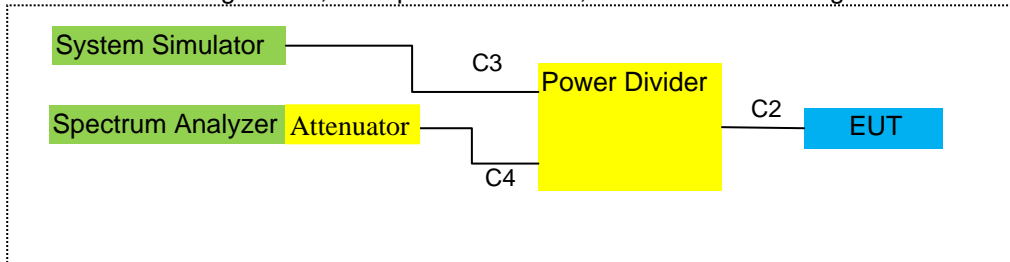 System Simulator
C3
Power Divider
C2
EUT
Spectrum Analyzer
Attenuator
C4